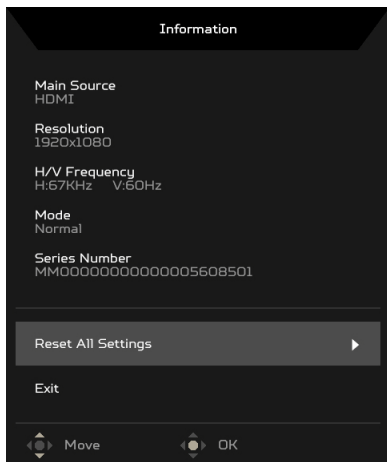 Information
Main Source
HDMI
Resolution
1920x1080
H/V Frequency
H:67KHz V:60Hz
Mode
Normal
Series Number
MM00000000000005608501
Reset All Settings
Exit
Move OK